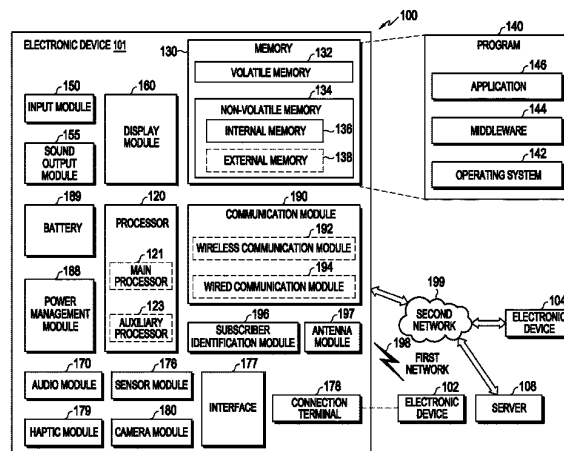 100
ELECTRONIC DEVICE 101
130
MEMORY
132
VOLATILE MEMORY
134
NON-VOLATILE MEMORY
INTERNAL MEMORY
136
EXTERNAL MEMORY
138
140
PROGRAM
146
APPLICATION
144
MIDDLEWARE
142
OPERATING SYSTEM
150
INPUT MODULE
155
SOUND
OUTPUT
MODULE
160
DISPLAY
MODULE
189
BATTERY
120
PROCESSOR
121
MAIN
PROCESSOR
123
AUXILIARY
PROCESSOR
190
COMMUNICATION MODULE
192
WIRELESS COMMUNICATION MODULE
194
WIRED COMMUNICATION MODULE
188
POWER
MANAGEMENT
MODULE
196
SUBSCRIBER
IDENTIFICATION MODULE
197
ANTENNA
MODULE
199
SECOND
NETWORK
104
ELECTRONIC
DEVICE
198
FIRST
NETWORK
170
AUDIO MODULE
176
SENSOR MODULE
177
INTERFACE
178
CONNECTION
TERMINAL
102
ELECTRONIC
DEVICE
108
SERVER
179
HAPTIC MODULE
180
CAMERA MODULE